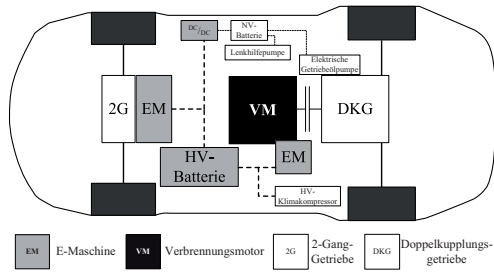 DC/DC
NV-
Batterie
Lenkhilfepumpe
Elektrische
Getriebeölpumpe
2G
EM
VM
DKG
HV-
Batterie
EM
HV-
Klimakompressor
EM
E-Maschine
VM
Verbrennungsmotor
2G
2-Gang-
Getriebe
DKG
Doppelkupplungs-
getriebe